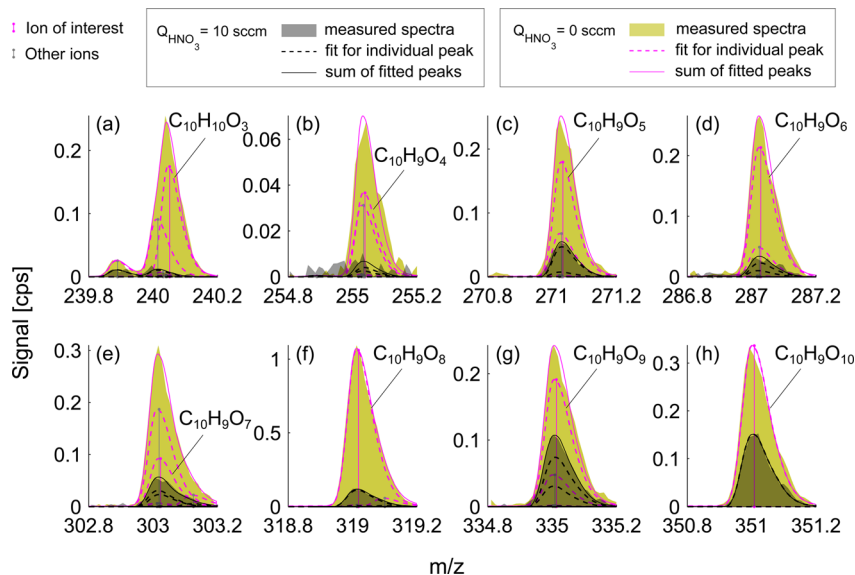 Ion of interest
Other ions
Q_HNO₃ = 10 sccm
measured spectra
fit for individual peak
sum of fitted peaks
Q_HNO₃ = 0 sccm
measured spectra
fit for individual peak
sum of fitted peaks
Signal [cps]
(a) C₁₀H₁₀O₃
0.2
0.1
0
239.8 240 240.2
(b) C₁₀H₉O₄
0.06
0.04
0.02
0
254.8 255 255.2
(c) C₁₀H₉O₅
0.2
0.1
0
270.8 271 271.2
(d) C₁₀H₉O₆
0.2
0.1
0
286.8 287 287.2
(e) C₁₀H₉O₇
0.3
0.2
0.1
0
302.8 303 303.2
(f) C₁₀H₉O₈
1
0.5
0
318.8 319 319.2
(g) C₁₀H₉O₉
0.2
0.1
0
334.8 335 335.2
(h) C₁₀H₉O₁₀
0.3
0.2
0.1
0
350.8 351 351.2
m/z